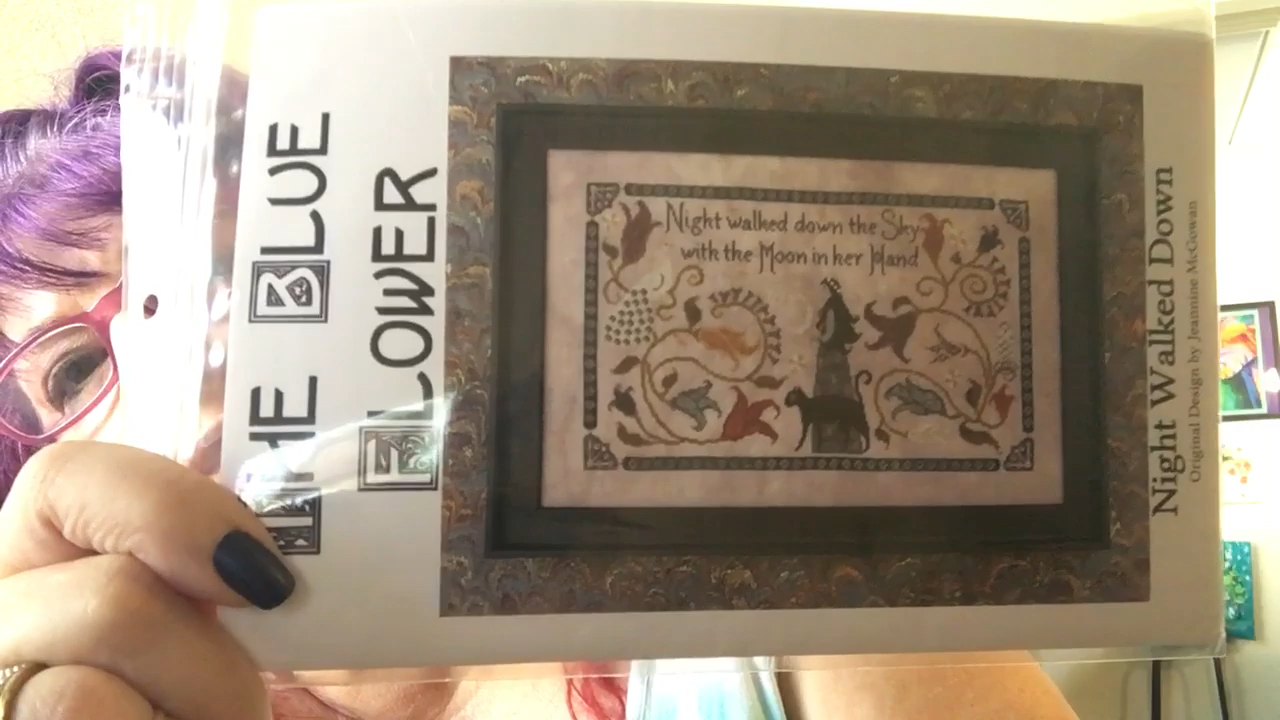 THE BLUE
FLOWER
Night walked down the Sky
with the Moon in her Hand
Night Walked Down
Original Design by Jeannine McGowan